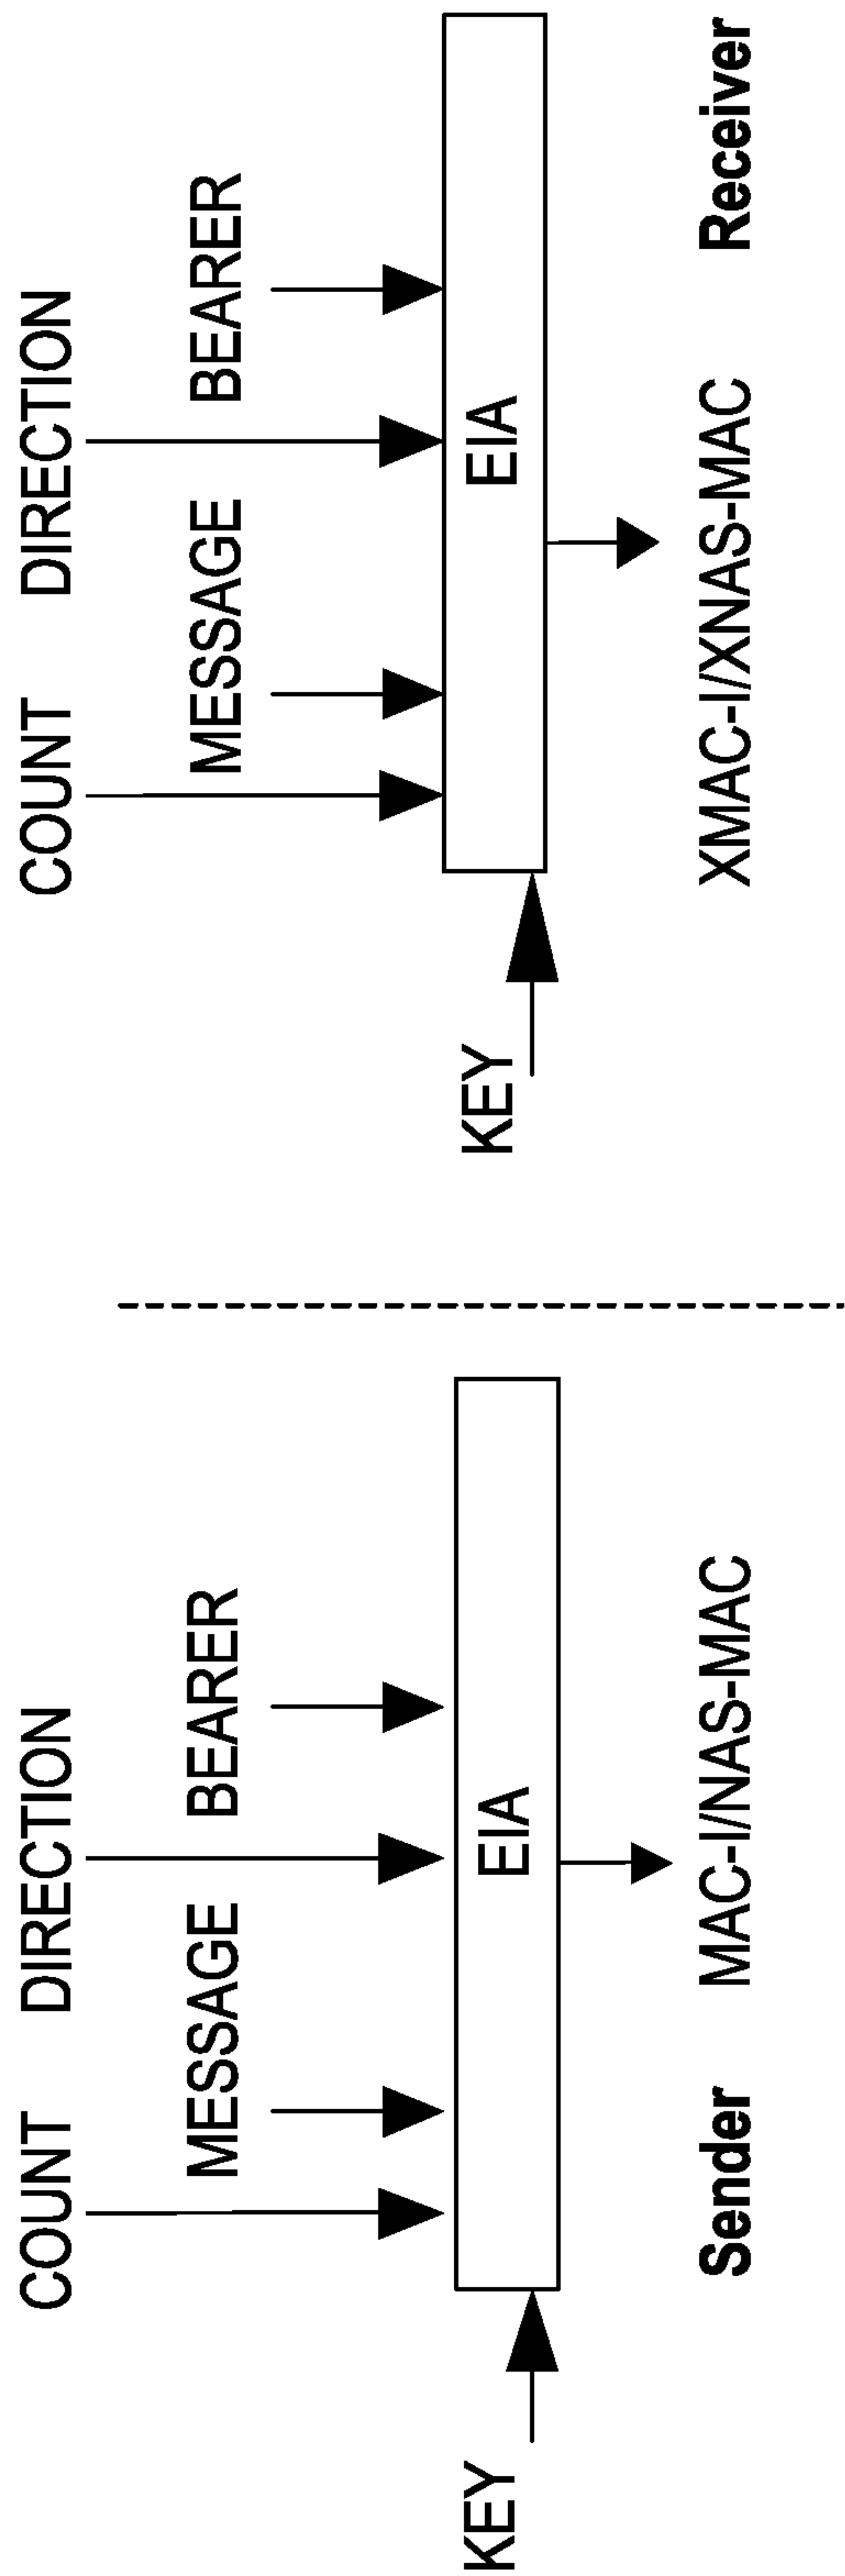 COUNT DIRECTION
MESSAGE BEARER
KEY
EIA
Sender
MAC-I/NAS-MAC
COUNT DIRECTION
MESSAGE BEARER
KEY
EIA
XMAC-I/XNAS-MAC
Receiver